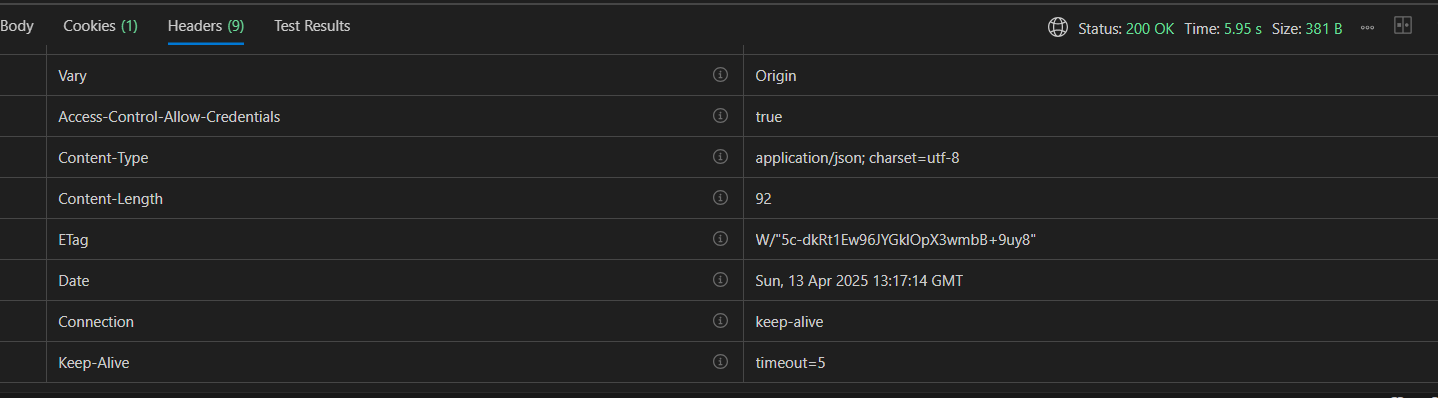 Body Cookies (1) Headers (9) Test Results Status: 200 OK Time: 5.95 s Size: 381 B
Vary Origin
Access-Control-Allow-Credentials true
Content-Type application/json; charset=utf-8
Content-Length 92
ETag W/"5c-dkRt1Ew96JYGklOpX3wmbB+9uy8"
Date Sun, 13 Apr 2025 13:17:14 GMT
Connection keep-alive
Keep-Alive timeout=5